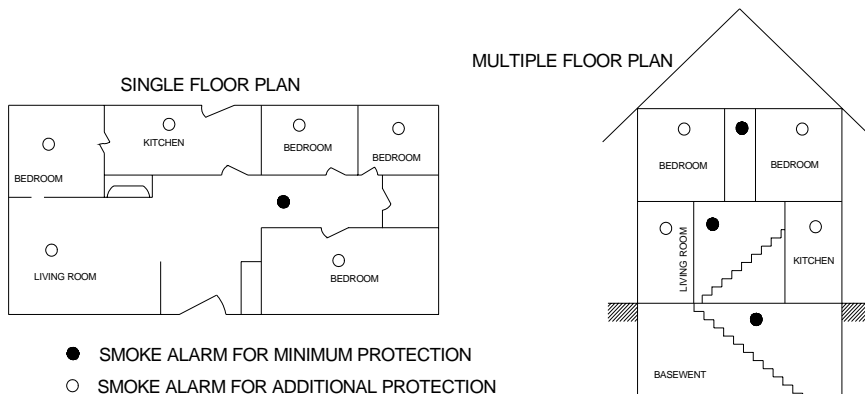 SINGLE FLOOR PLAN
BEDROOM
KITCHEN
BEDROOM
BEDROOM
LIVING ROOM
BEDROOM
MULTIPLE FLOOR PLAN
BEDROOM
BEDROOM
LIVING ROOM
KITCHEN
BASEWENT
SMOKE ALARM FOR MINIMUM PROTECTION
SMOKE ALARM FOR ADDITIONAL PROTECTION